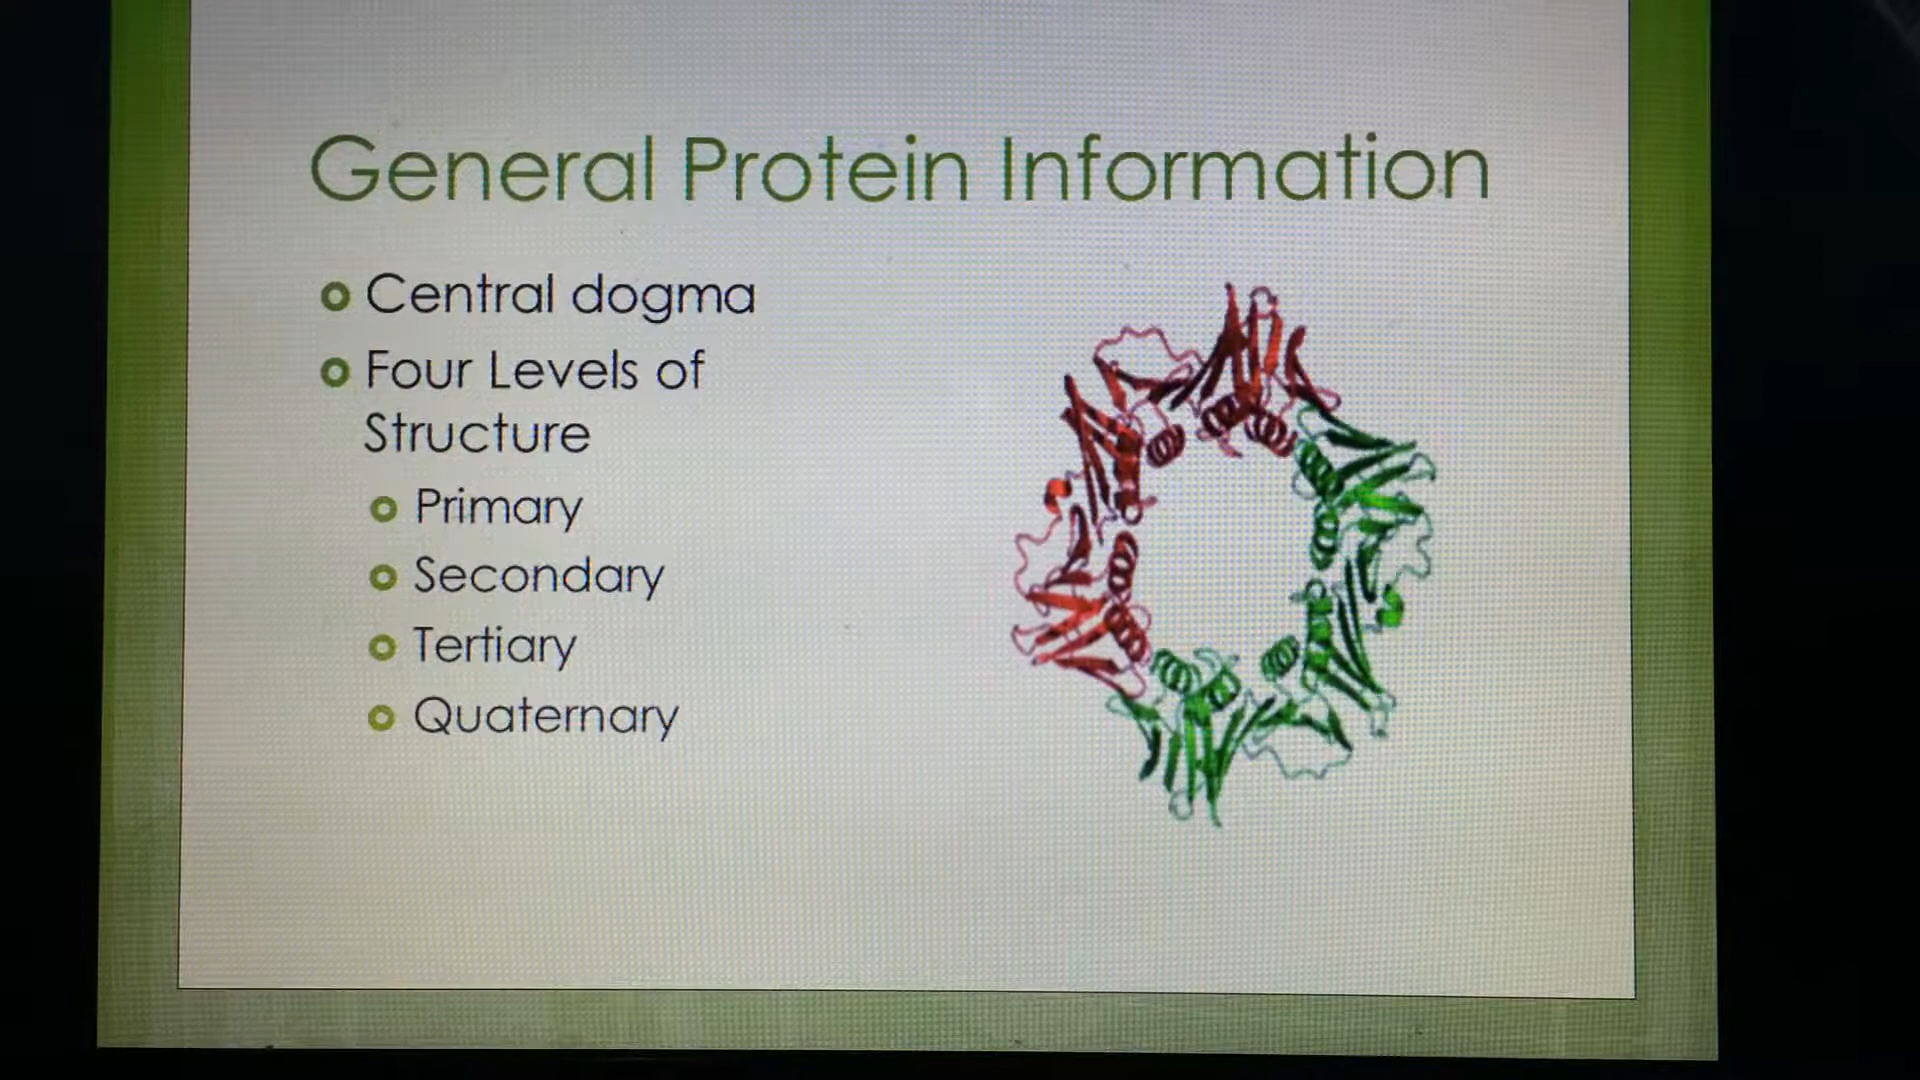 General Protein Information
Central dogma
Four Levels of
Structure
Primary
Secondary
Tertiary
Quaternary